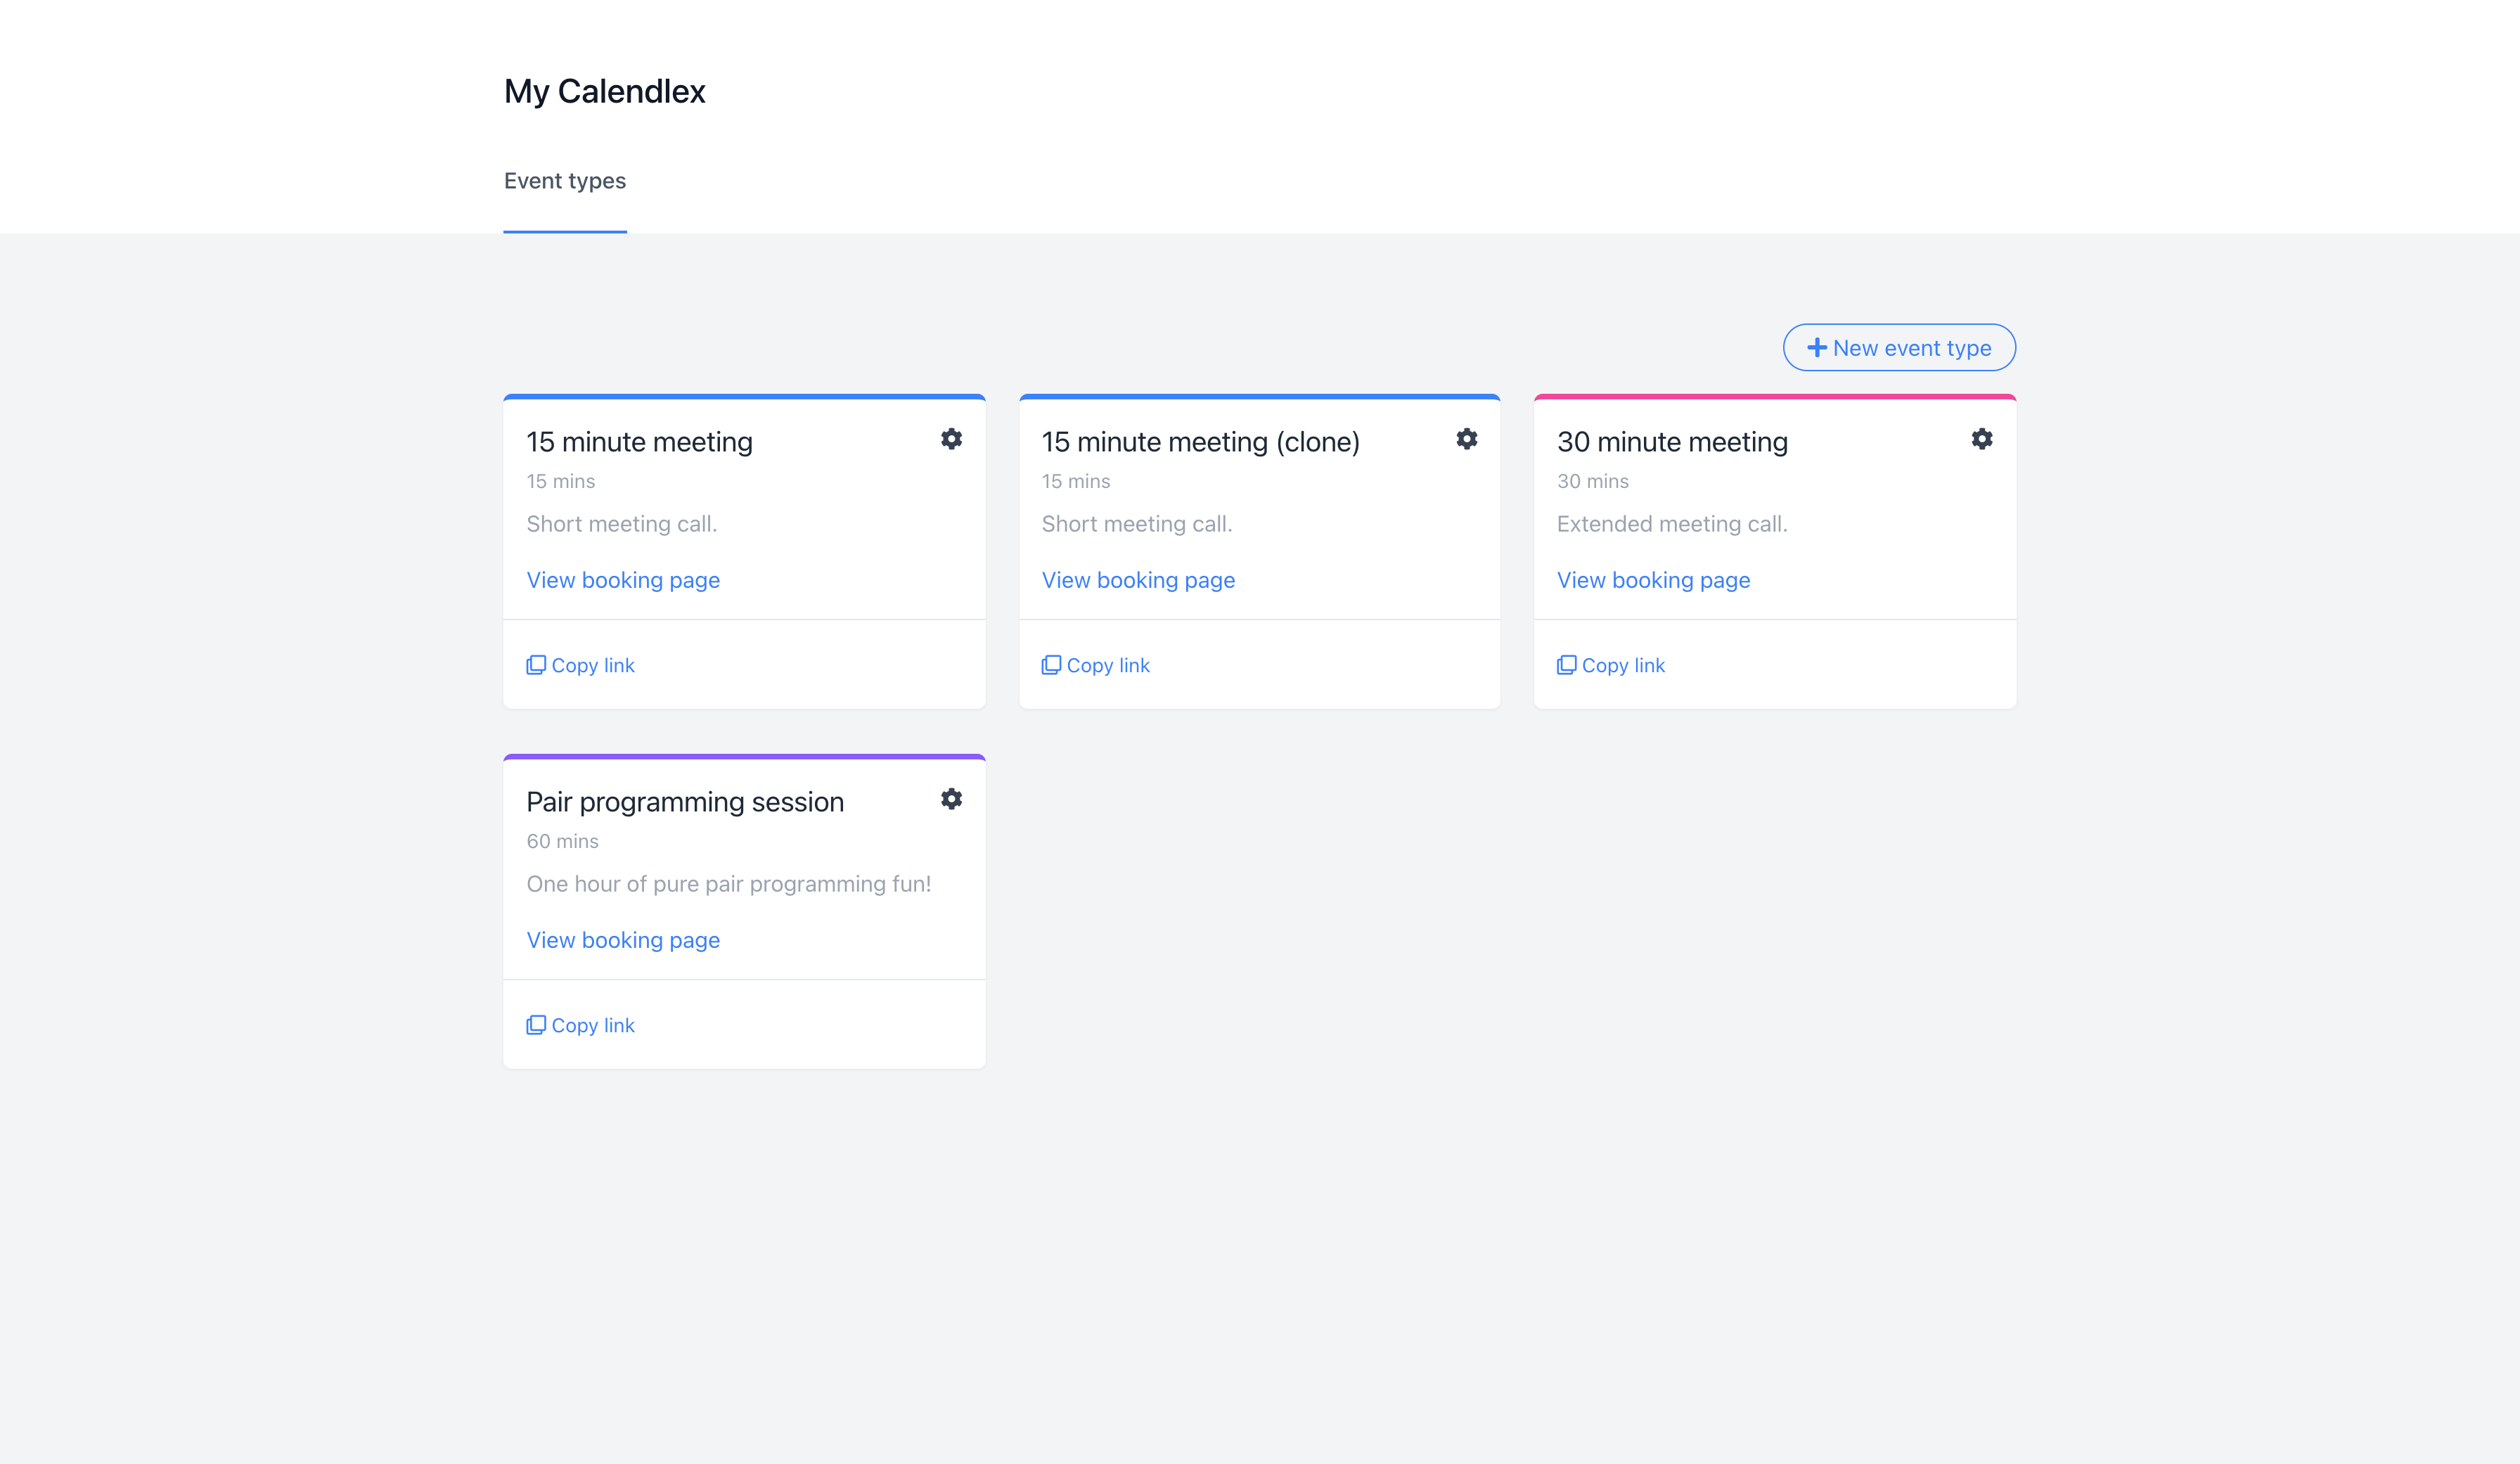 My Calendlex
Event types
New event type
15 minute meeting
15 mins
Short meeting call.
View booking page
Copy link
15 minute meeting (clone)
15 mins
Short meeting call.
View booking page
Copy link
30 minute meeting
30 mins
Extended meeting call.
View booking page
Copy link
Pair programming session
60 mins
One hour of pure pair programming fun!
View booking page
Copy link